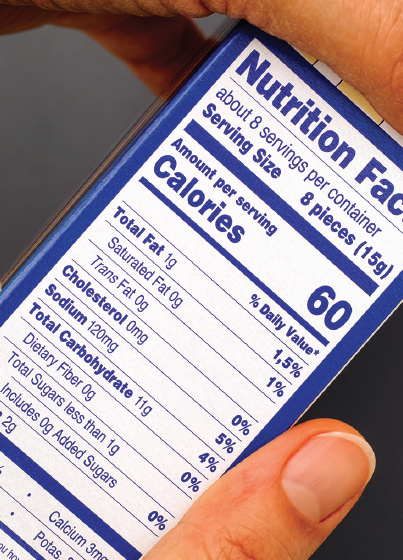 Nutrition Fac
about 8 servings per container
Serving Size 8 pieces (15g)
Amount per serving
Calories 60
% Daily Value*
Total Fat 1g 1.5%
Saturated Fat 0g 1%
Trans Fat 0g
Cholesterol 0mg 0%
Sodium 120mg 5%
Total Carbohydrate 11g 4%
Dietary Fiber 0g 0%
Total Sugars less than 1g
Includes 0g Added Sugars 0%
2g
• Calcium 3m
• Potas